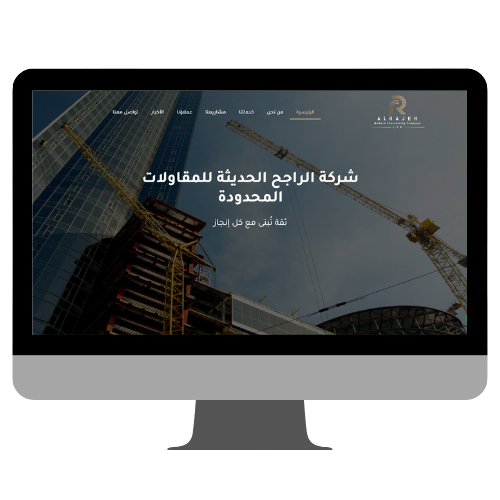 الرئيسية من نحن خدماتنا مشاريعنا عملاؤنا الأخبار تواصل معنا
ALRAJEH
Modern Contracting Company
LTD
شركة الراجح الحديثة للمقاولات
المحدودة
ثقة تُبنى مع كل إنجاز